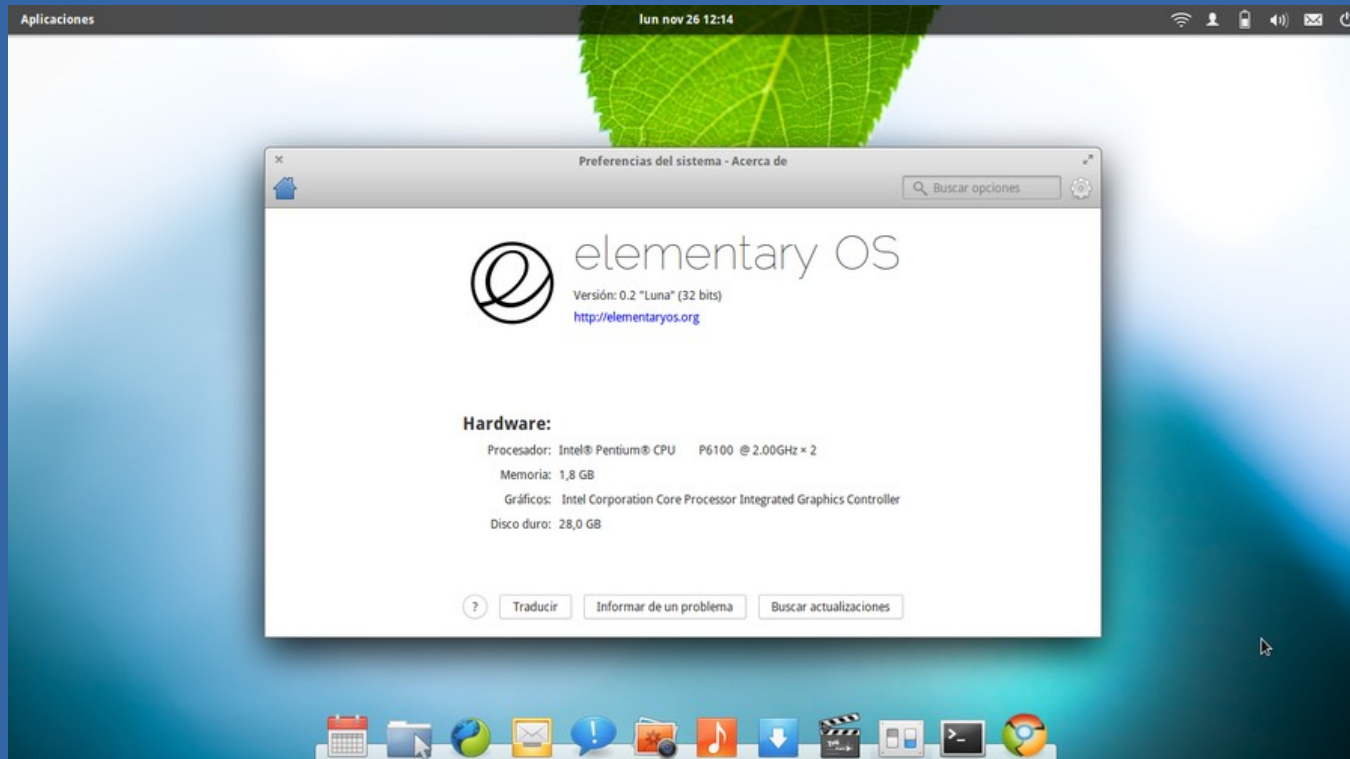 Aplicaciones
lun nov 26 12:14
Preferencias del sistema - Acerca de
Buscar opciones
elementary OS
Versión: 0.2 "Luna" (32 bits)
http://elementaryos.org
Hardware:
Procesador: Intel® Pentium® CPU P6100 @ 2.00GHz × 2
Memoria: 1,8 GB
Gráficos: Intel Corporation Core Processor Integrated Graphics Controller
Disco duro: 28,0 GB
? Traducir Informar de un problema Buscar actualizaciones